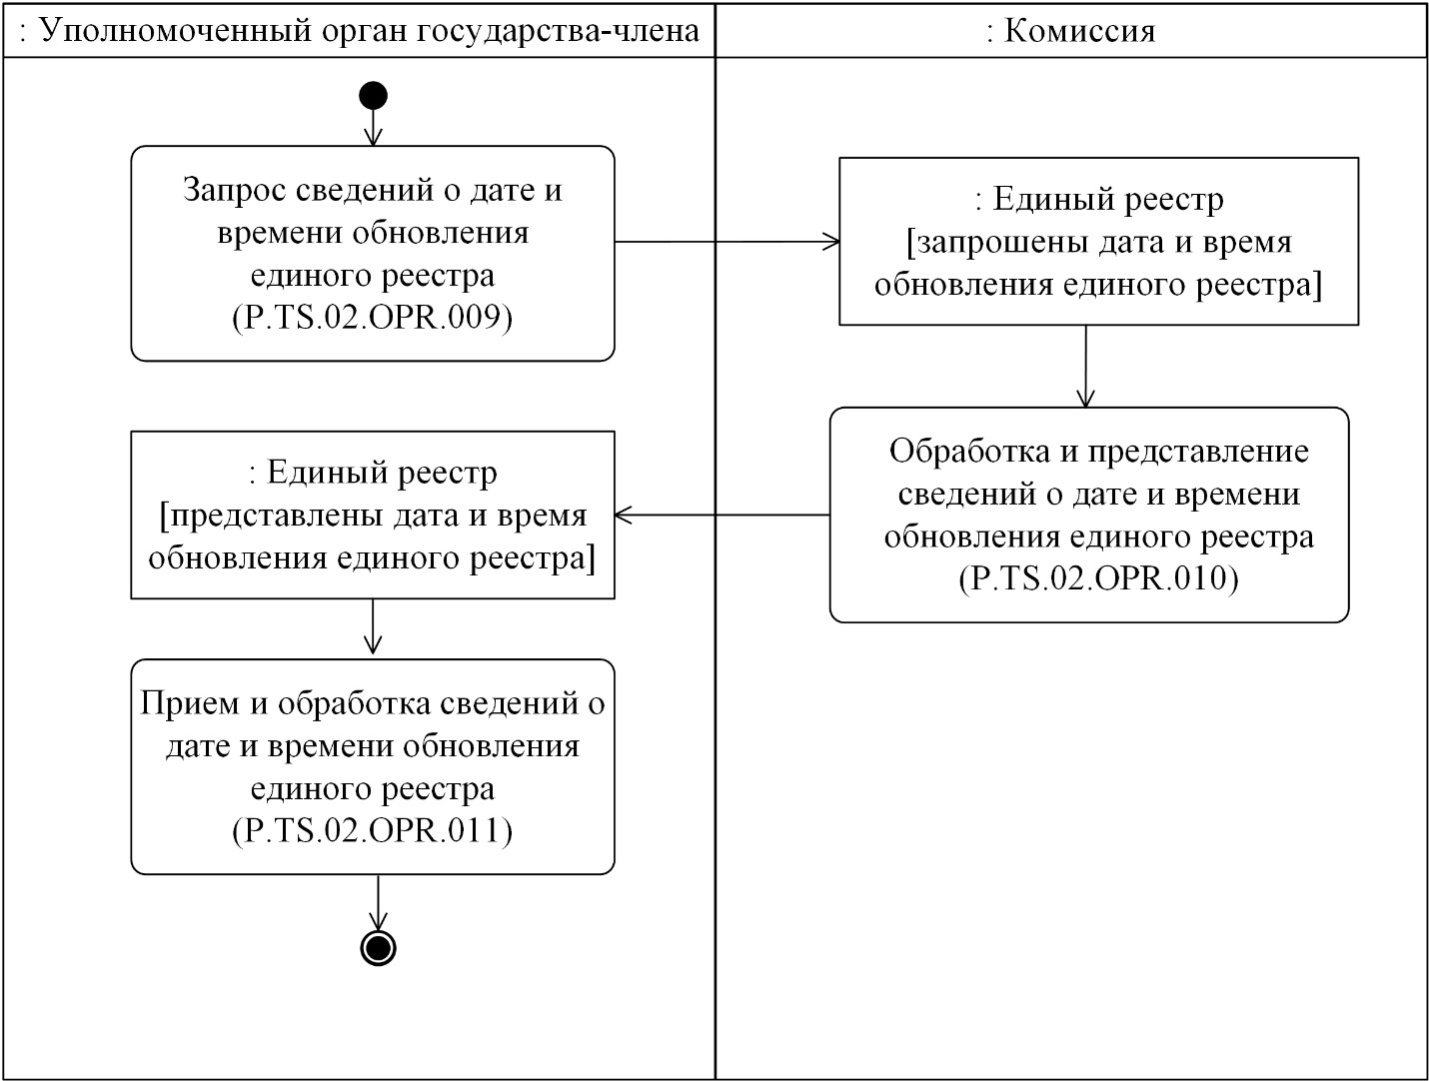 : Уполномоченный орган государства-члена
: Комиссия
Запрос сведений о дате и
времени обновления
единого реестра
(P.TS.02.OPR.009)
: Единый реестр
[запрошены дата и время
обновления единого реестра]
: Единый реестр
[представлены дата и время
обновления единого реестра]
Обработка и представление
сведений о дате и времени
обновления единого реестра
(P.TS.02.OPR.010)
Прием и обработка сведений о
дате и времени обновления
единого реестра
(P.TS.02.OPR.011)